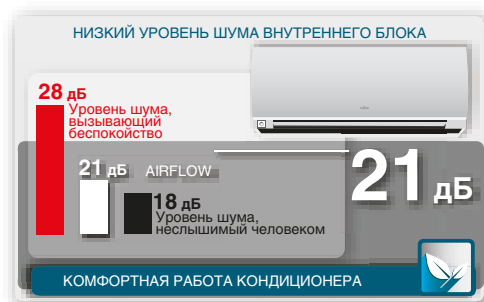 НИЗКИЙ УРОВЕНЬ ШУМА ВНУТРЕННЕГО БЛОКА
28 дБ
Уровень шума,
вызывающий
беспокойство
21 дБ AIRFLOW
18 дБ
Уровень шума,
неслышимый человеком
21 дБ
КОМФОРТНАЯ РАБОТА КОНДИЦИОНЕРА